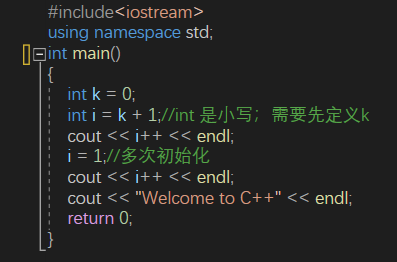 #include<iostream>
using namespace std;
int main()
{
int k = 0;
int i = k + 1;//int 是小写；需要先定义k
cout << i++ << endl;
i = 1;//多次初始化
cout << i++ << endl;
cout << "Welcome to C++" << endl;
return 0;
}